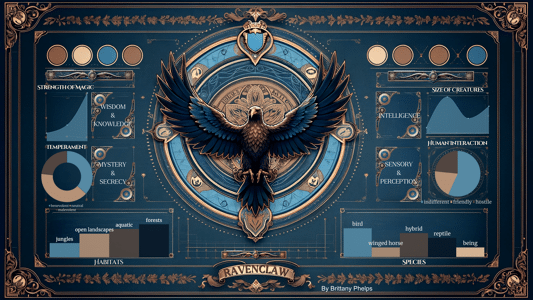 STRENGTH OF MAGIC
WISDOM
&
KNOWLEDGE
INTELLIGENCE
SIZE OF CREATURES
TEMPERAMENT
MYSTERY
&
SECRECY
SENSORY
&
PERCEPTION
HUMAN INTERACTION
indifferent friendly hostile
jungles
open landscapes
aquatic
forests
HABITATS
bird
winged horse
hybrid
reptile
being
SPECIES
RAVENCLAW
By Brittany Phelps